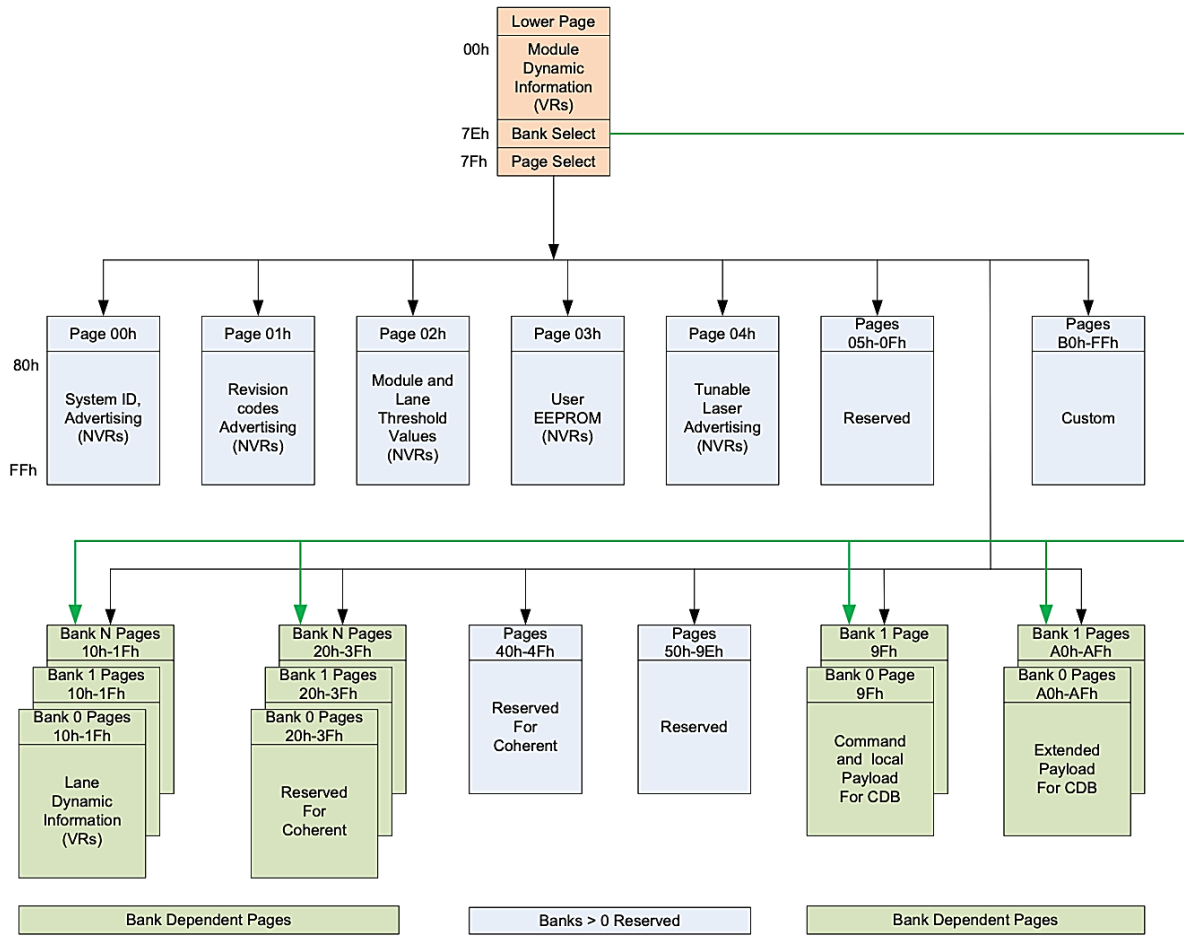 Lower Page
00h
Module
Dynamic
Information
(VRs)
7Eh
Bank Select
7Fh
Page Select
Page 00h
80h
System ID,
Advertising
(NVRs)
FFh
Page 01h
Revision
codes
Advertising
(NVRs)
Page 02h
Module and
Lane
Threshold
Values
(NVRs)
Page 03h
User
EEPROM
(NVRs)
Page 04h
Tunable
Laser
Advertising
(NVRs)
Pages
05h-0Fh
Reserved
Pages
B0h-FFh
Custom
Bank N Pages
10h-1Fh
Bank 1 Pages
10h-1Fh
Bank 0 Pages
10h-1Fh
Lane
Dynamic
Information
(VRs)
Bank N Pages
20h-3Fh
Bank 1 Pages
20h-3Fh
Bank 0 Pages
20h-3Fh
Reserved
For
Coherent
Pages
40h-4Fh
Reserved
For
Coherent
Pages
50h-9Eh
Reserved
Bank 1 Page
9Fh
Bank 0 Page
9Fh
Command
and local
Payload
For CDB
Bank 1 Pages
A0h-AFh
Bank 0 Pages
A0h-AFh
Extended
Payload
For CDB
Bank Dependent Pages
Banks > 0 Reserved
Bank Dependent Pages